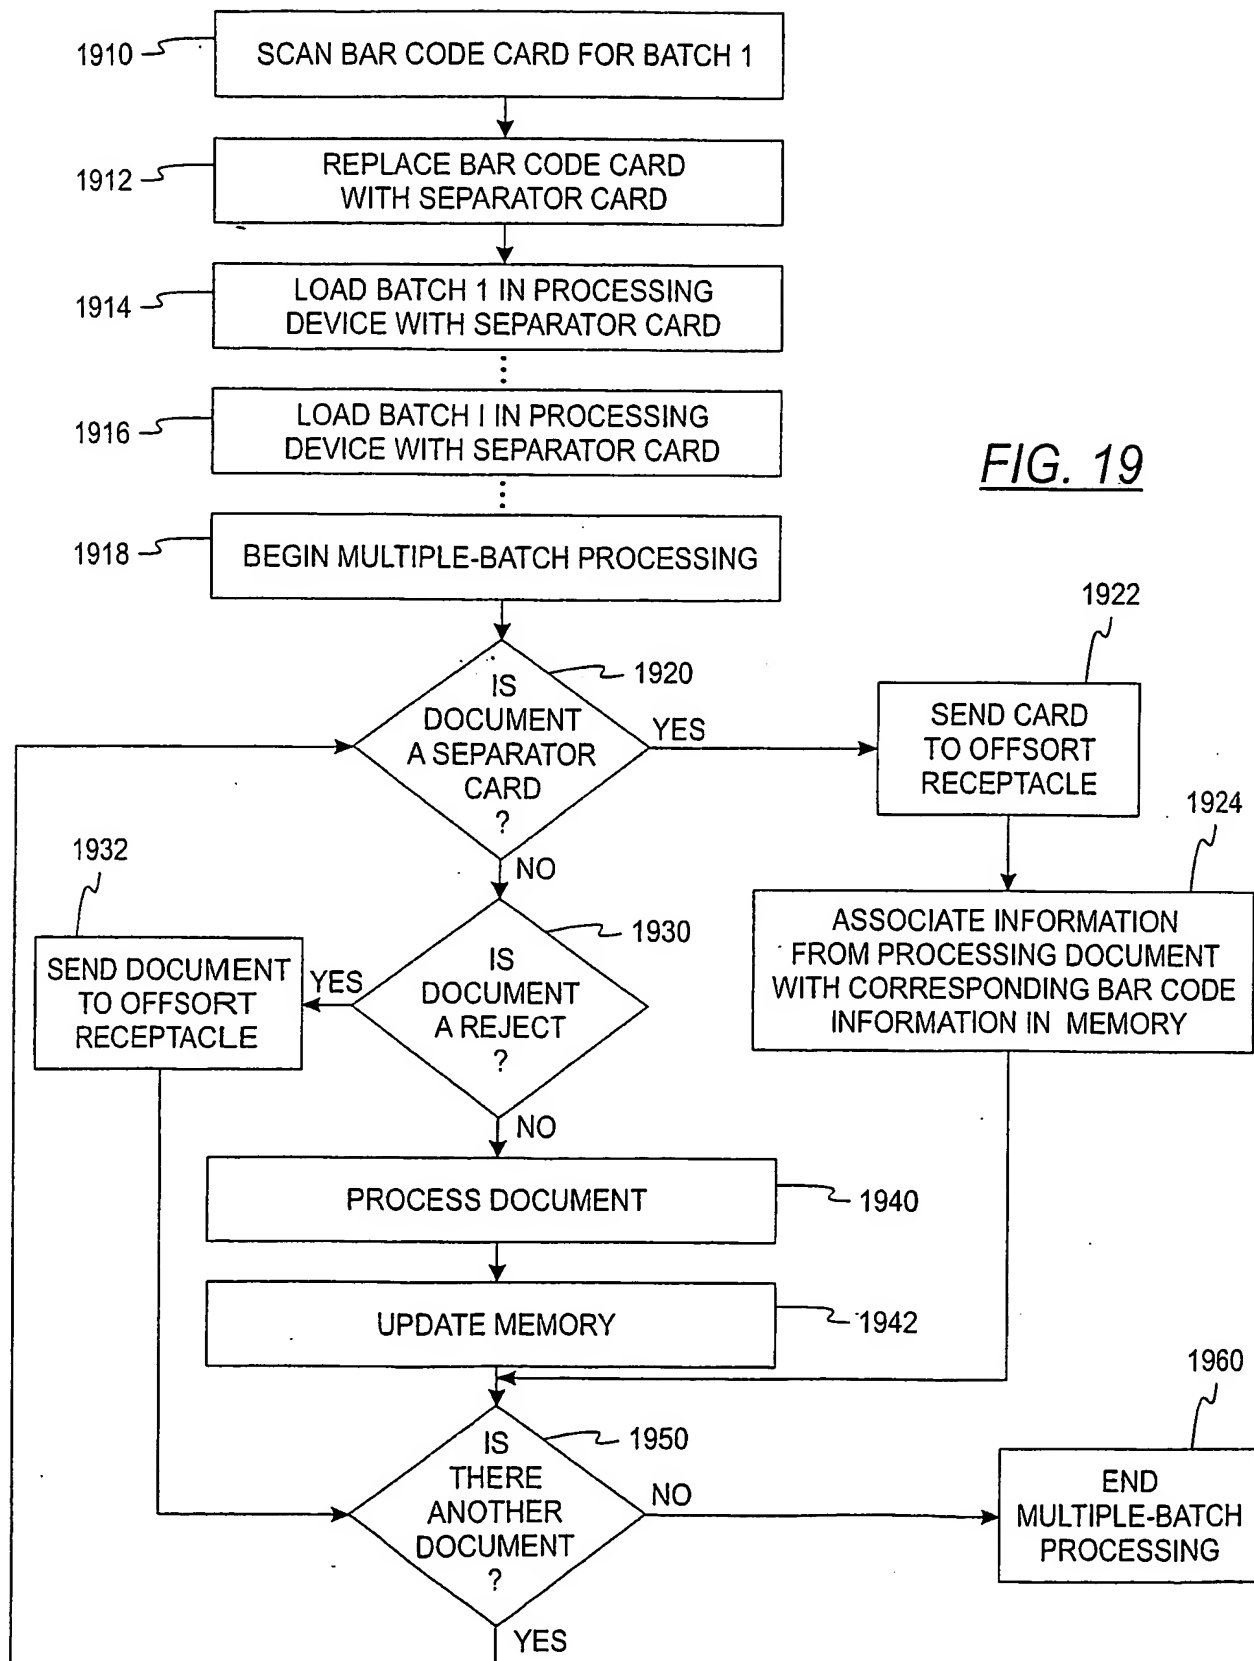 1910
SCAN BAR CODE CARD FOR BATCH 1
1912
REPLACE BAR CODE CARD
WITH SEPARATOR CARD
1914
LOAD BATCH 1 IN PROCESSING
DEVICE WITH SEPARATOR CARD
1916
LOAD BATCH I IN PROCESSING
DEVICE WITH SEPARATOR CARD
FIG. 19
1918
BEGIN MULTIPLE-BATCH PROCESSING
1920
IS
DOCUMENT
A SEPARATOR
CARD
?
YES
NO
1922
SEND CARD
TO OFFSORT
RECEPTACLE
1924
ASSOCIATE INFORMATION
FROM PROCESSING DOCUMENT
WITH CORRESPONDING BAR CODE
INFORMATION IN MEMORY
1930
IS
DOCUMENT
A REJECT
?
YES
NO
1932
SEND DOCUMENT
TO OFFSORT
RECEPTACLE
PROCESS DOCUMENT
1940
UPDATE MEMORY
1942
1950
IS
THERE
ANOTHER
DOCUMENT
?
NO
YES
1960
END
MULTIPLE-BATCH
PROCESSING